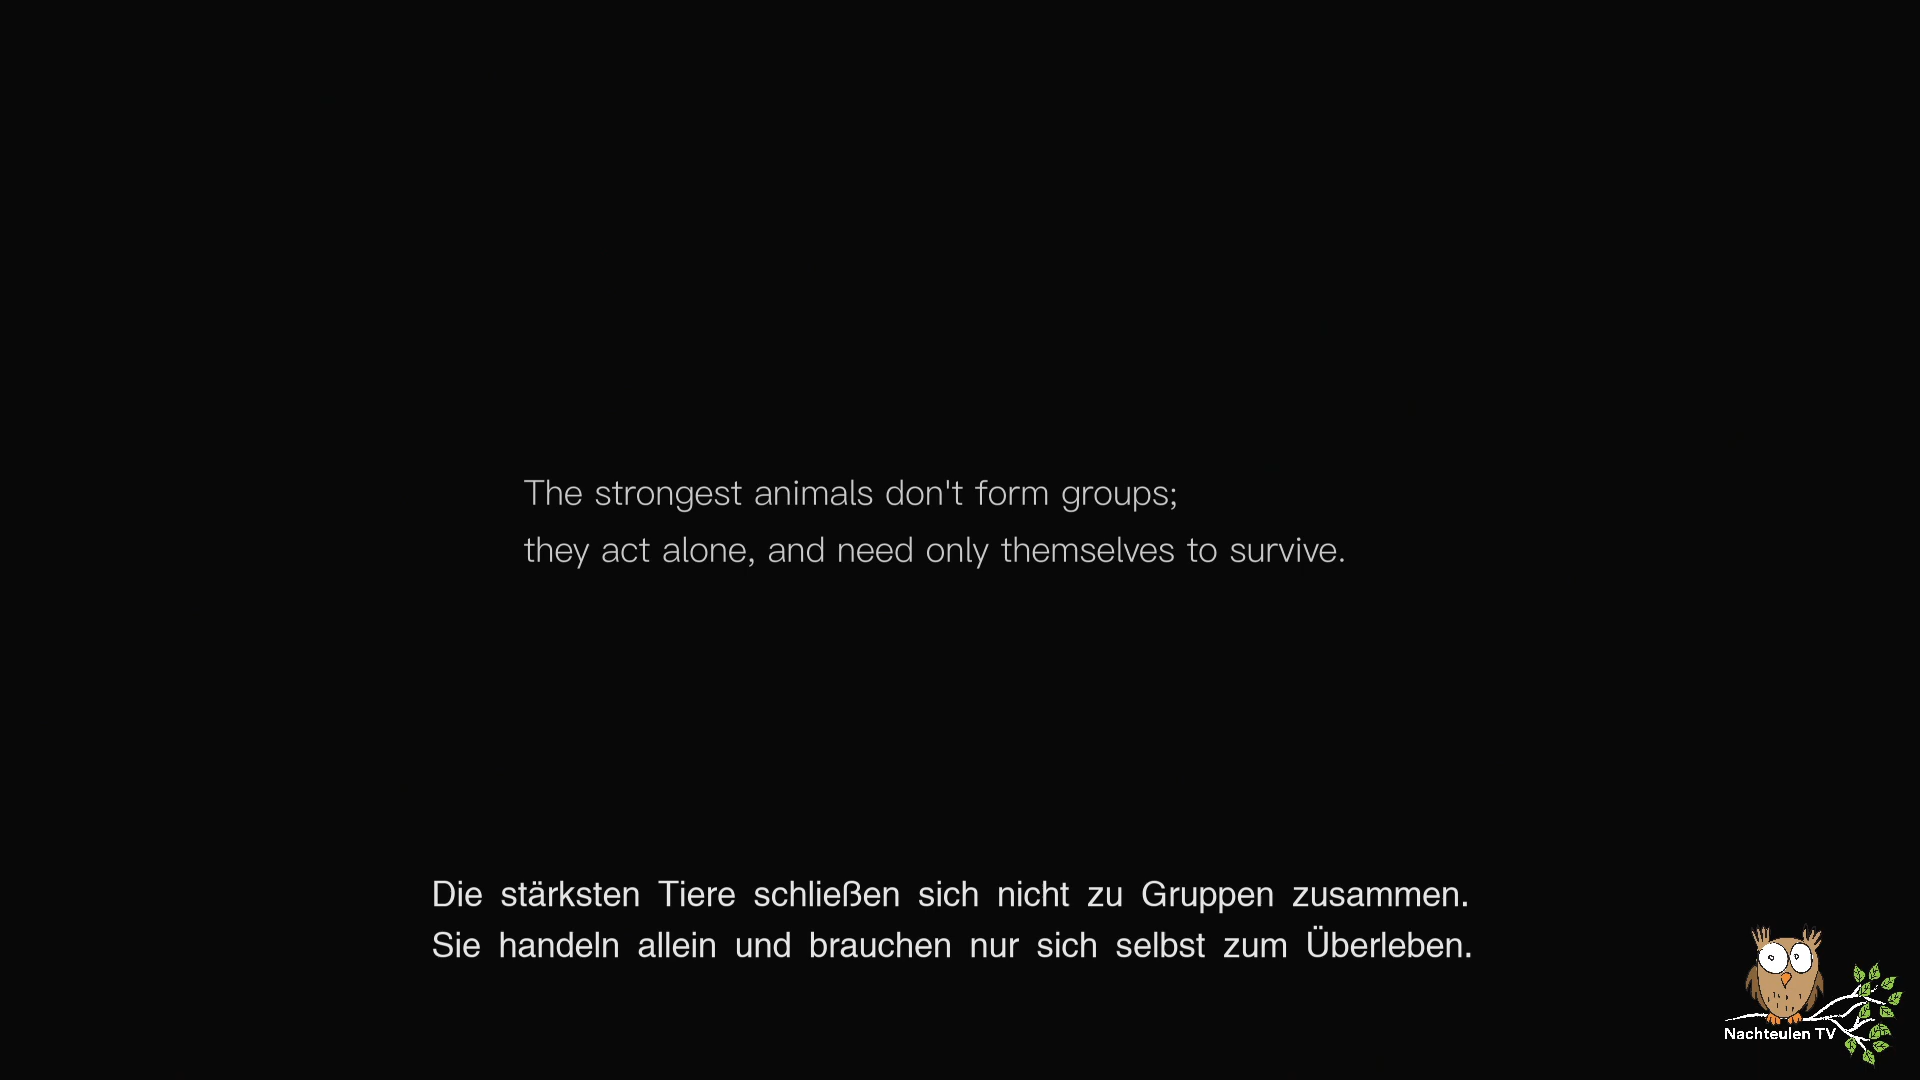 The strongest animals don't form groups;
they act alone, and need only themselves to survive.
Die stärksten Tiere schließen sich nicht zu Gruppen zusammen.
Sie handeln allein und brauchen nur sich selbst zum Überleben.
Nachteulen TV